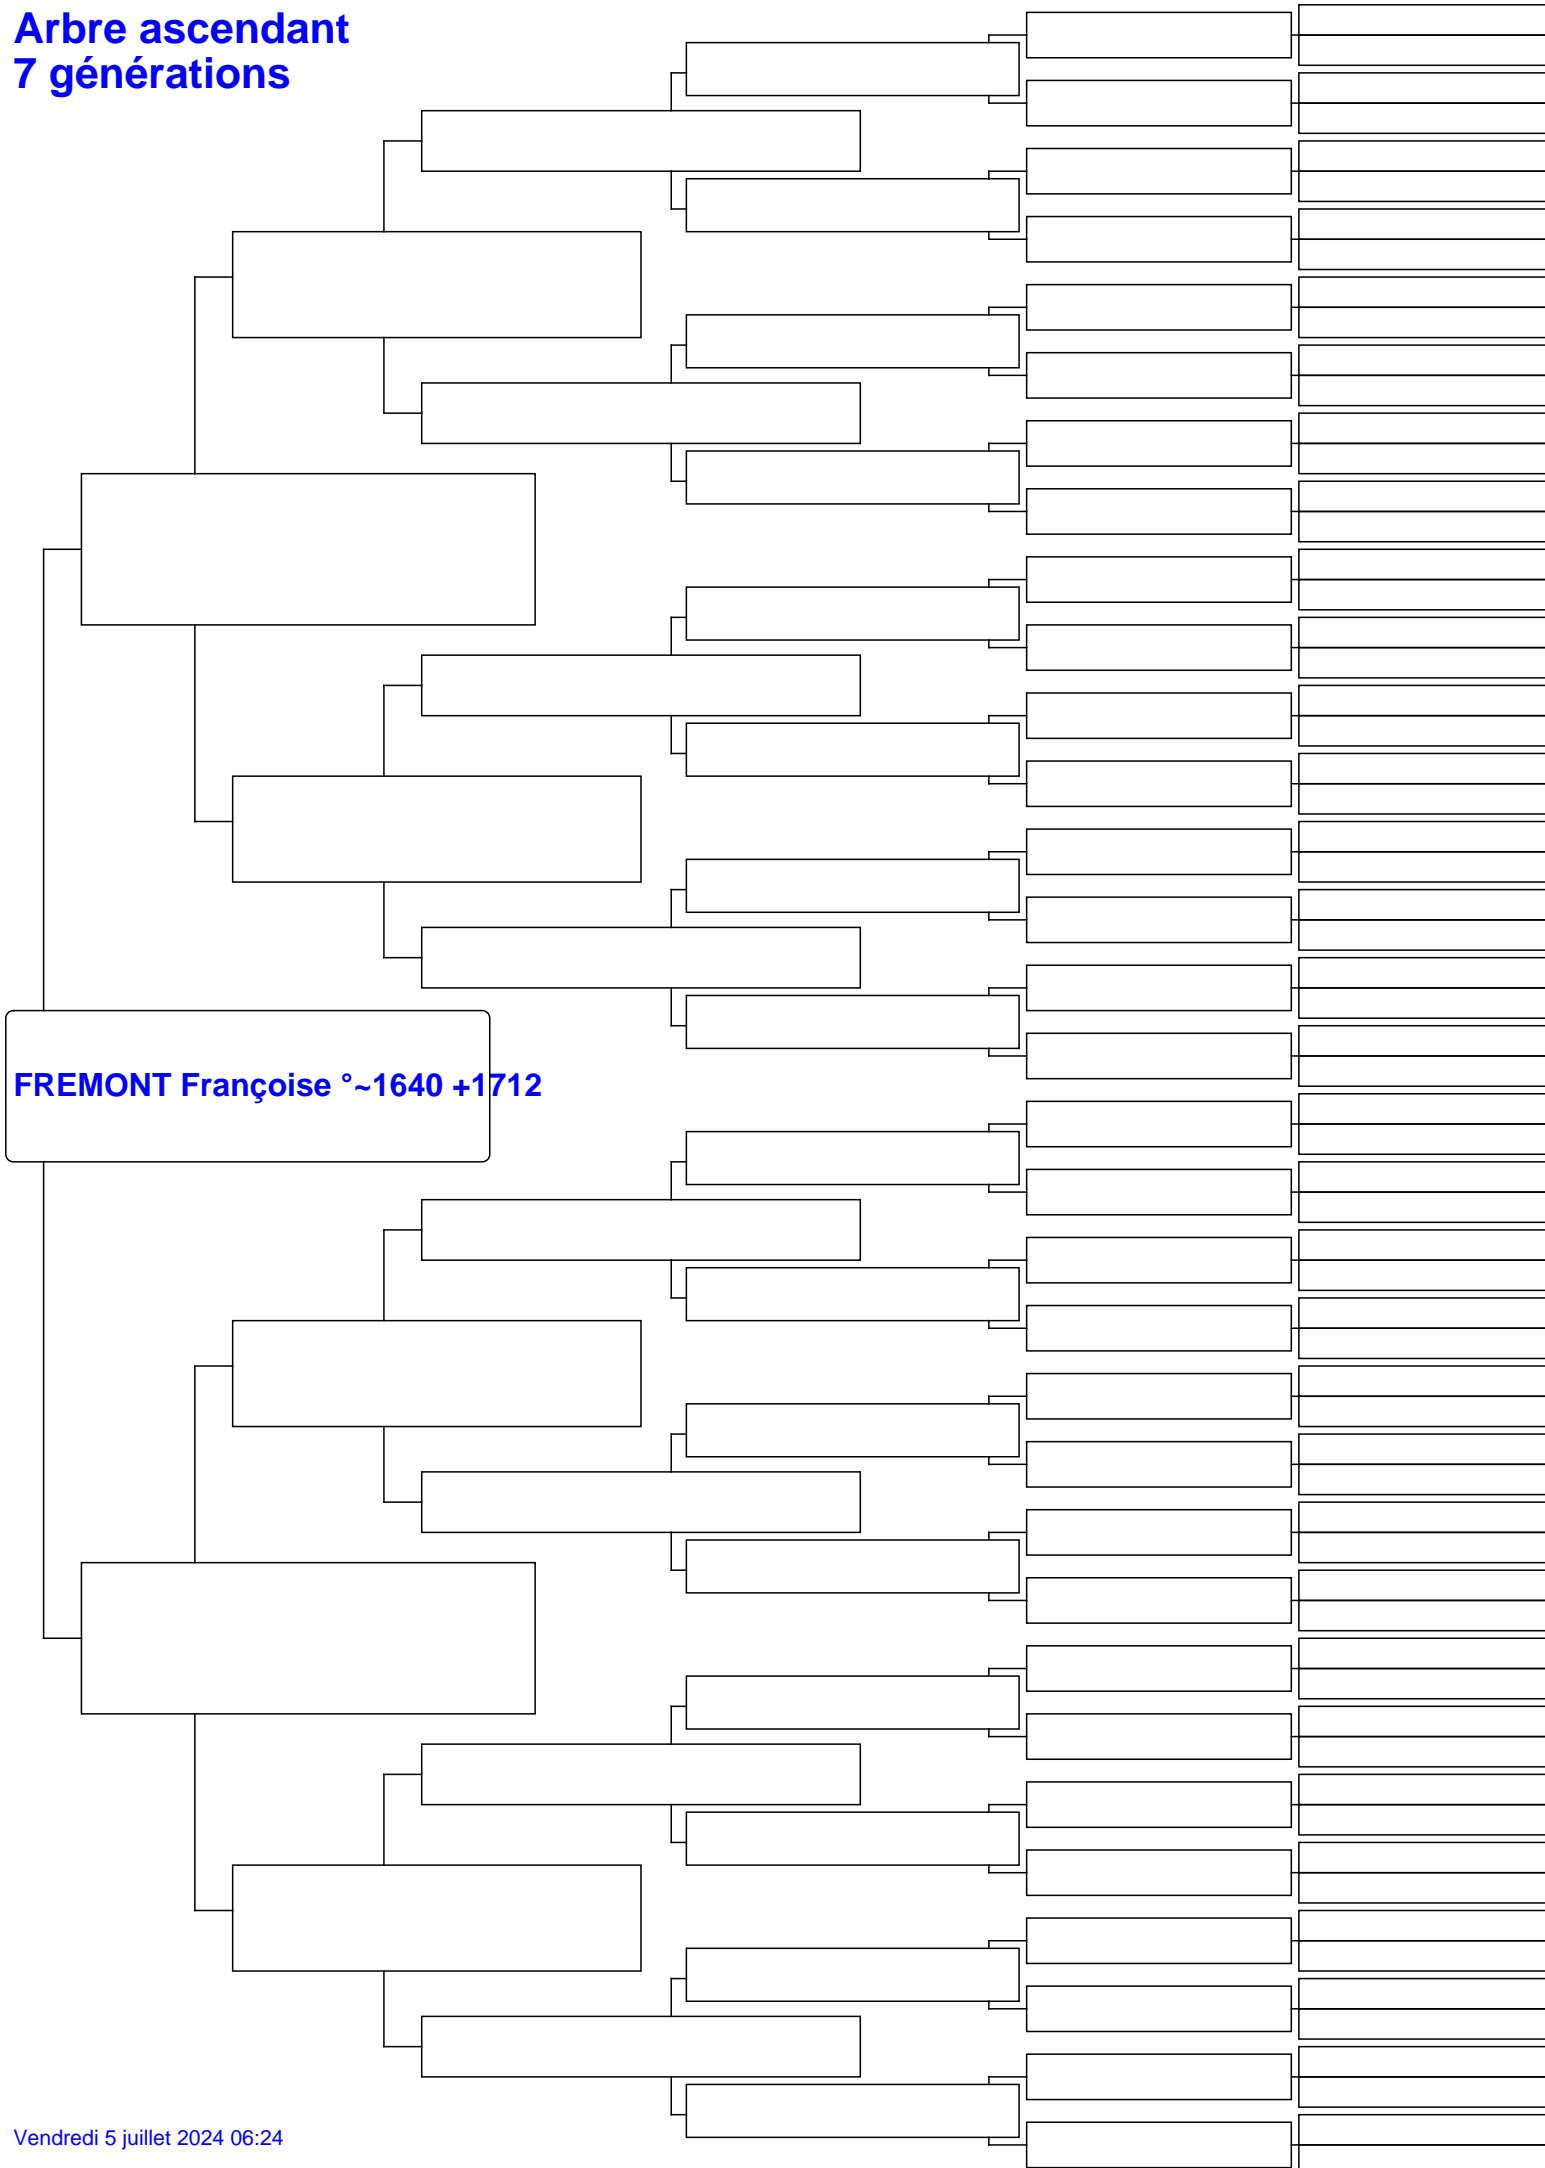 Arbre ascendant
7 générations
FREMONT Françoise °~1640 +1712
Vendredi 5 juillet 2024 06:24